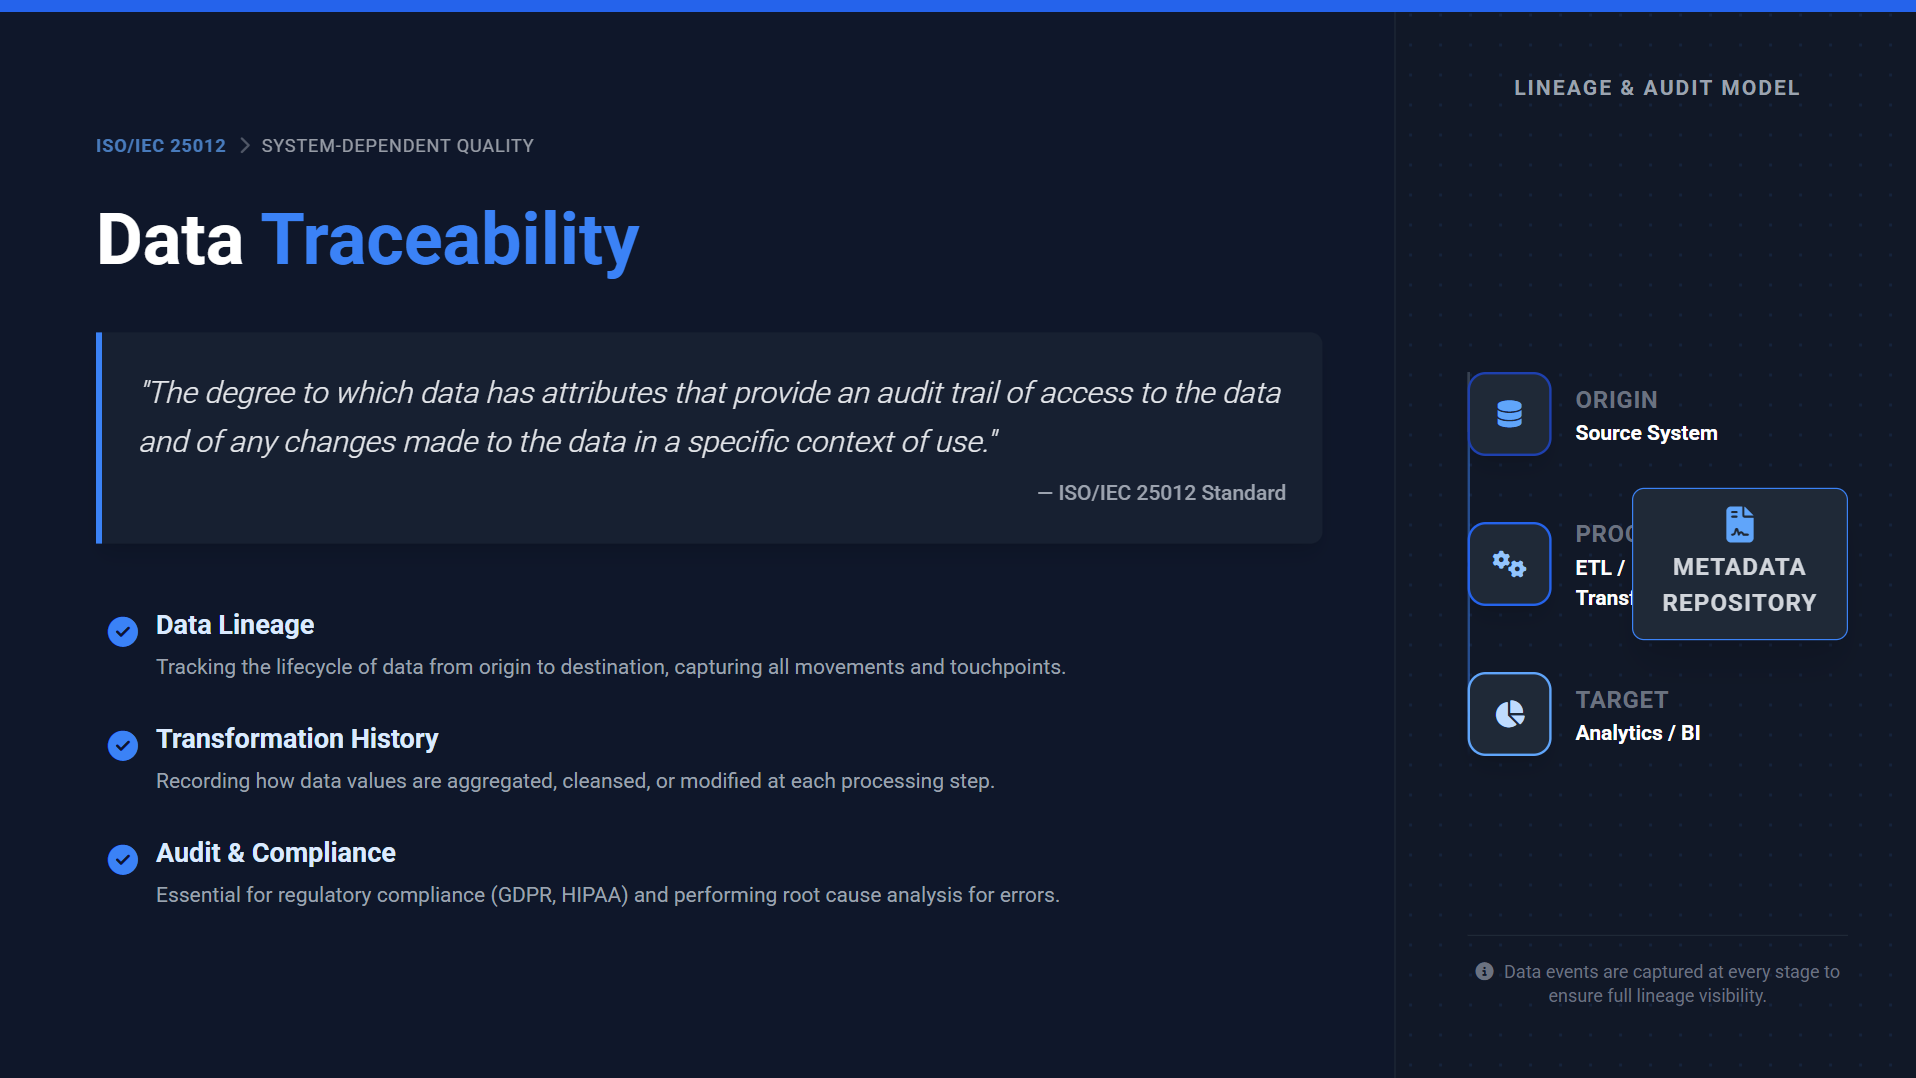 ISO/IEC 25012 > SYSTEM-DEPENDENT QUALITY
Data Traceability
"The degree to which data has attributes that provide an audit trail of access to the data
and of any changes made to the data in a specific context of use."
— ISO/IEC 25012 Standard
Data Lineage
Tracking the lifecycle of data from origin to destination, capturing all movements and touchpoints.
Transformation History
Recording how data values are aggregated, cleansed, or modified at each processing step.
Audit & Compliance
Essential for regulatory compliance (GDPR, HIPAA) and performing root cause analysis for errors.
LINEAGE & AUDIT MODEL
ORIGIN
Source System
ETL /
METADATA
REPOSITORY
TARGET
Analytics / BI
Data events are captured at every stage to
ensure full lineage visibility.